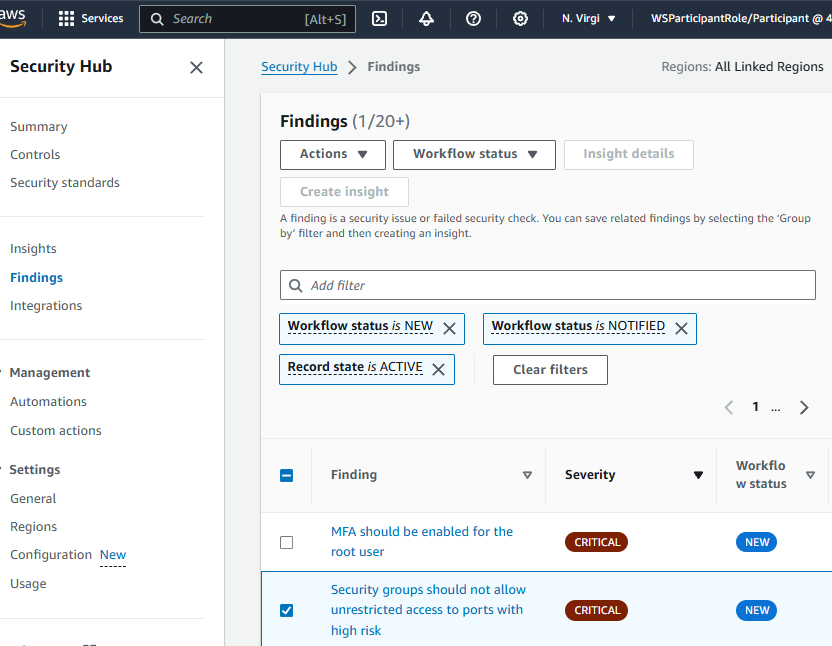 aws
Services
Search [Alt+S]
N. Virgi
WSParticipantRole/Participant @ 4
Security Hub
Summary
Controls
Security standards
Insights
Findings
Integrations
Management
Automations
Custom actions
Settings
General
Regions
Configuration New
Usage
Security Hub Findings
Regions: All Linked Regions
Findings (1/20+)
Actions
Workflow status
Insight details
Create insight
A finding is a security issue or failed security check. You can save related findings by selecting the 'Group
by' filter and then creating an insight.
Add filter
Workflow status is NEW
Workflow status is NOTIFIED
Record state is ACTIVE
Clear filters
1 ...
Finding
Severity
Workflo
w status
MFA should be enabled for the
root user
CRITICAL
NEW
Security groups should not allow
unrestricted access to ports with
high risk
CRITICAL
NEW